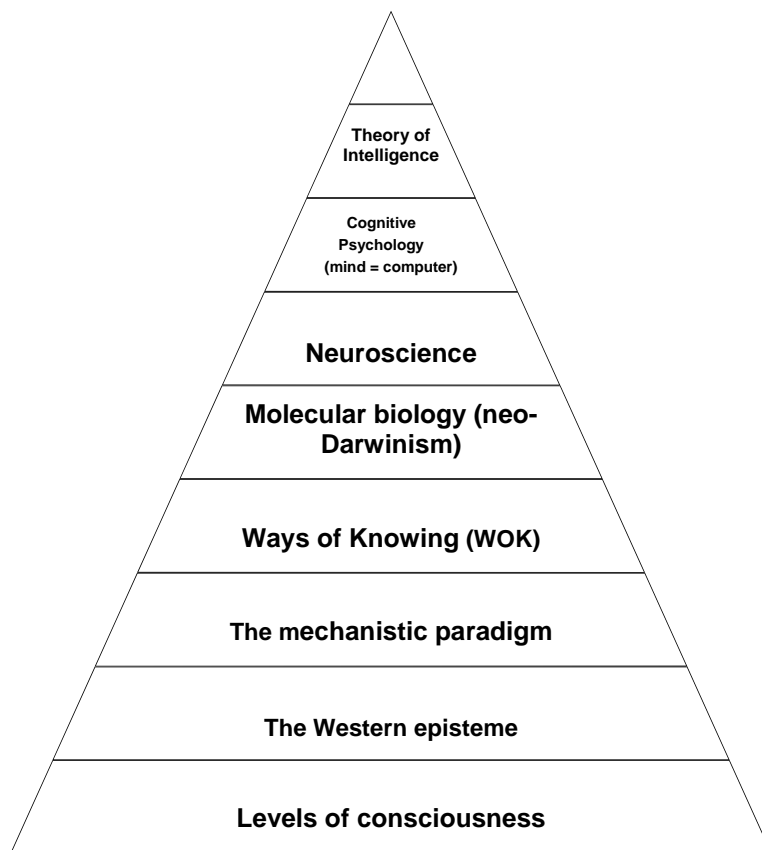 Theory of
Intelligence
Cognitive
Psychology
(mind = computer)
Neuroscience
Molecular biology (neo-
Darwinism)
Ways of Knowing (WOK)
The mechanistic paradigm
The Western episteme
Levels of consciousness